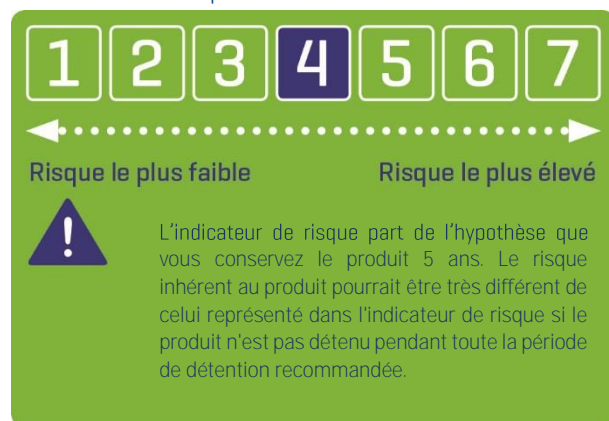 1 2 3 4 5 6 7
Risque le plus faible Risque le plus élevé
!
L'indicateur de risque part de l'hypothèse que
vous conservez le produit 5 ans. Le risque
inhérent au produit pourrait être très différent de
celui représenté dans l'indicateur de risque si le
produit n'est pas détenu pendant toute la période
de détention recommandée.